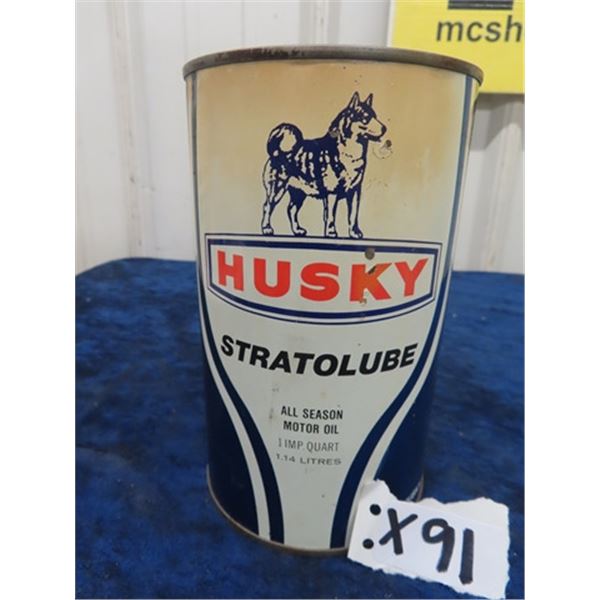 mcsh
HUSKY
STRATOLUBE
ALL SEASON
MOTOR OIL
1 IMP. QUART
1.14 LITRES
:X91